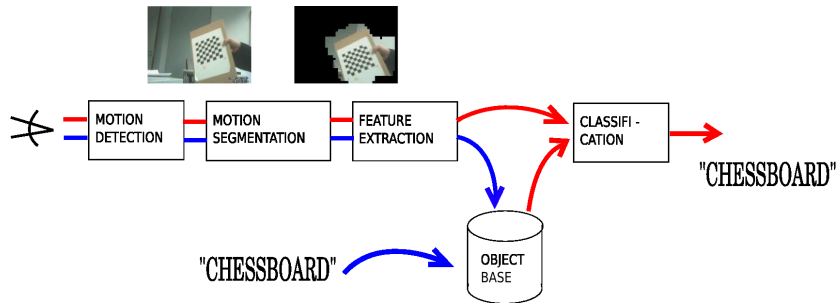 MOTION
DETECTION
MOTION
SEGMENTATION
FEATURE
EXTRACTION
CLASSIFI -
CATION
"CHESSBOARD"
"CHESSBOARD"
OBJECT
BASE